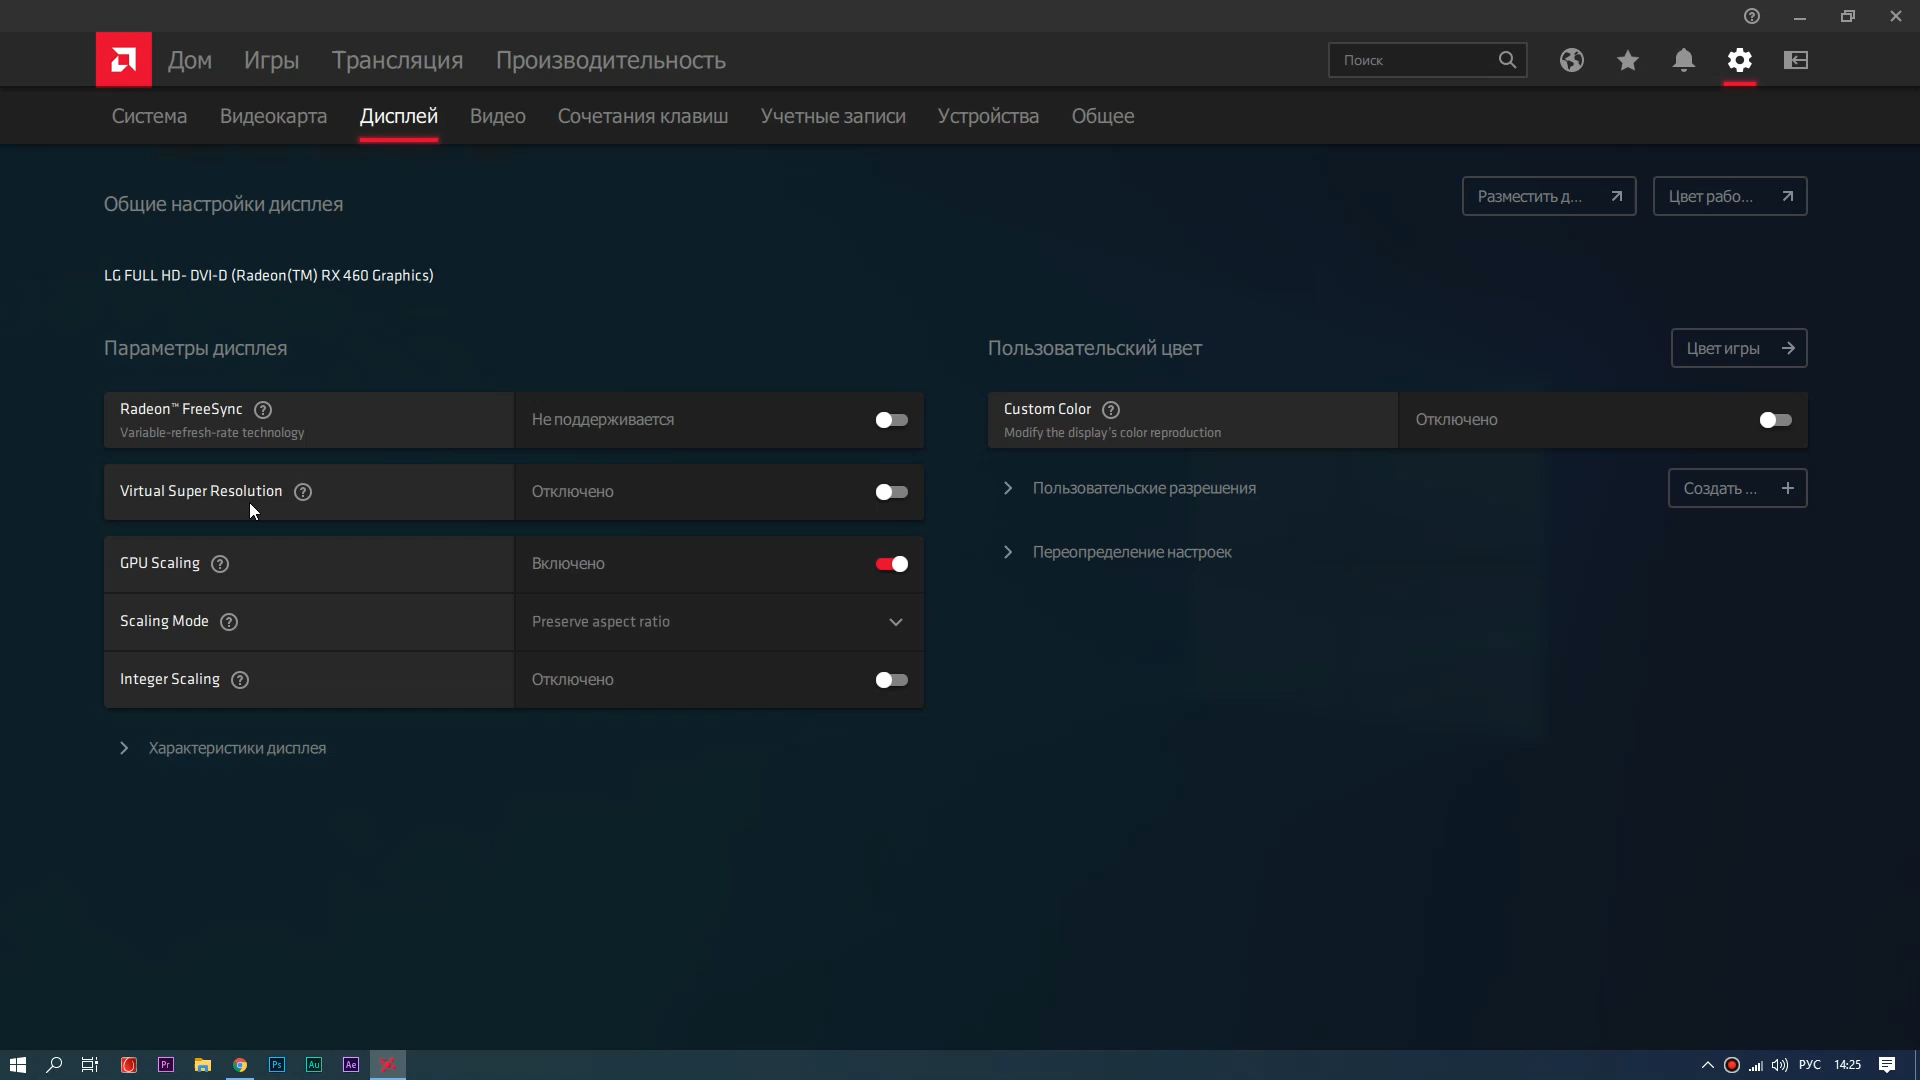 Дом
Игры
Трансляция
Производительность
Поиск
Система
Видеокарта
Дисплей
Видео
Сочетания клавиш
Учетные записи
Устройства
Общее
Общие настройки дисплея
Разместить д...
Цвет рабо...
LG FULL HD- DVI-D (Radeon(TM) RX 460 Graphics)
Параметры дисплея
Radeon™ FreeSync
Variable-refresh-rate technology
Не поддерживается
Virtual Super Resolution
Отключено
GPU Scaling
Включено
Scaling Mode
Preserve aspect ratio
Integer Scaling
Отключено
Характеристики дисплея
Пользовательский цвет
Цвет игры
Custom Color
Modify the display's color reproduction
Отключено
Пользовательские разрешения
Создать ...
Переопределение настроек
Pr
Ps
Au
Ae
РУС
14:25